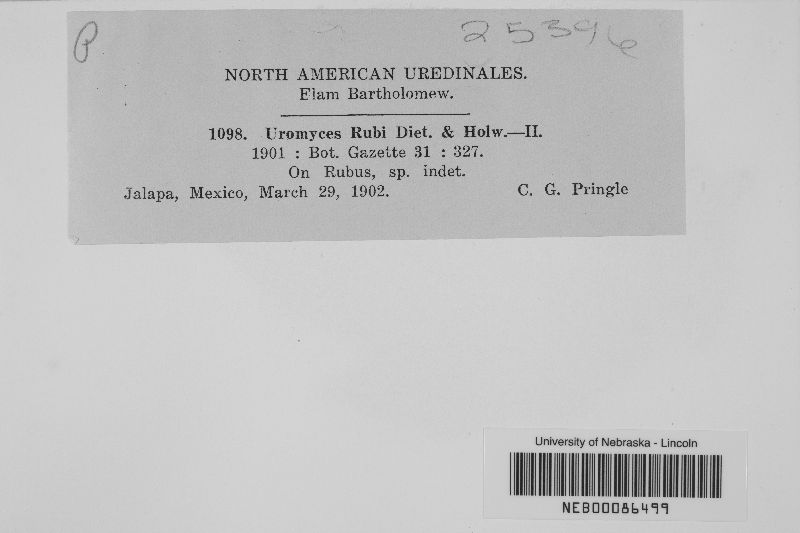 P
25396
NORTH AMERICAN UREDINALES.
Elam Bartholomew.
1098. Uromyces Rubi Diet. & Holw.—II.
1901 : Bot. Gazette 31 : 327.
On Rubus, sp. indet.
Jalapa, Mexico, March 29, 1902. C. G. Pringle
University of Nebraska - Lincoln
NEB00086499